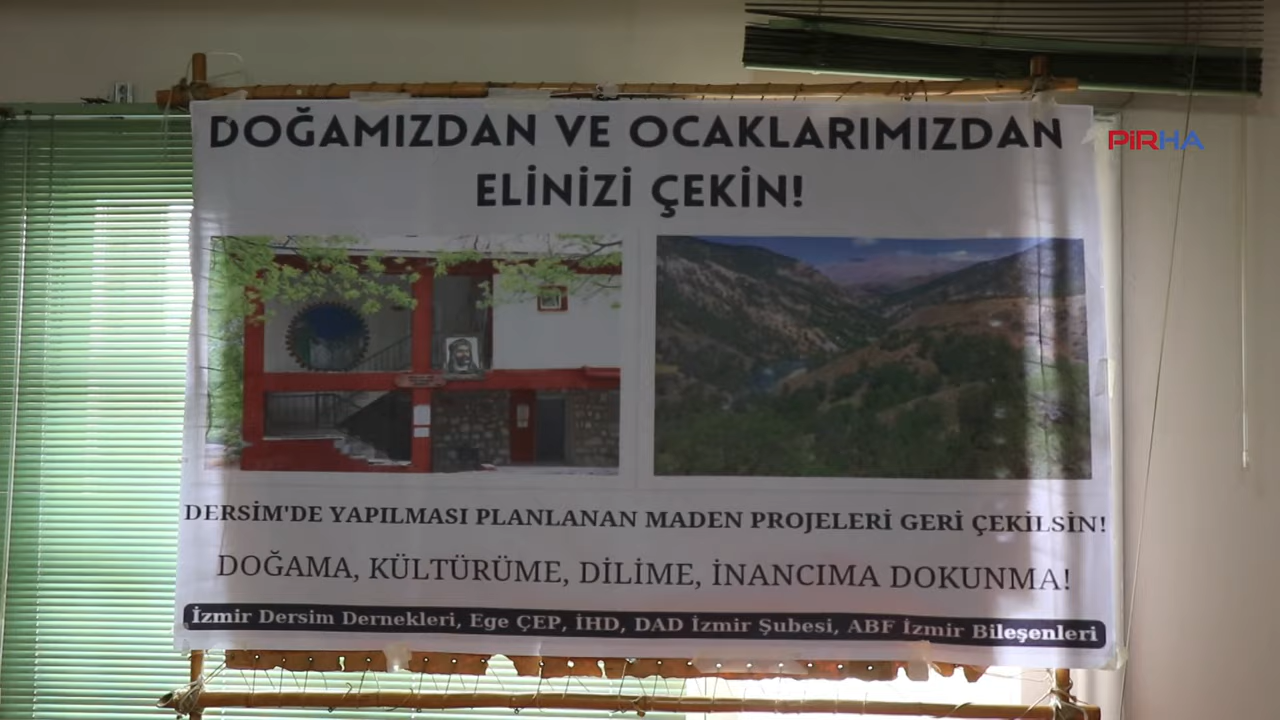 DOĞAMIZDAN VE OCAKLARIMIZDAN
PİRHA
ELİNİZİ ÇEKİN!
DERSİM'DE YAPILMASI PLANLANAN MADEN PROJELERİ GERİ ÇEKİLSİN!
DOĞAMA, KÜLTÜRÜME, DİLİME, İNANCIMA DOKUNMA!
İzmir Dersim Dernekleri, Ege ÇEP, İHD, DAD İzmir Şubesi, ABF İzmir Bileşenleri